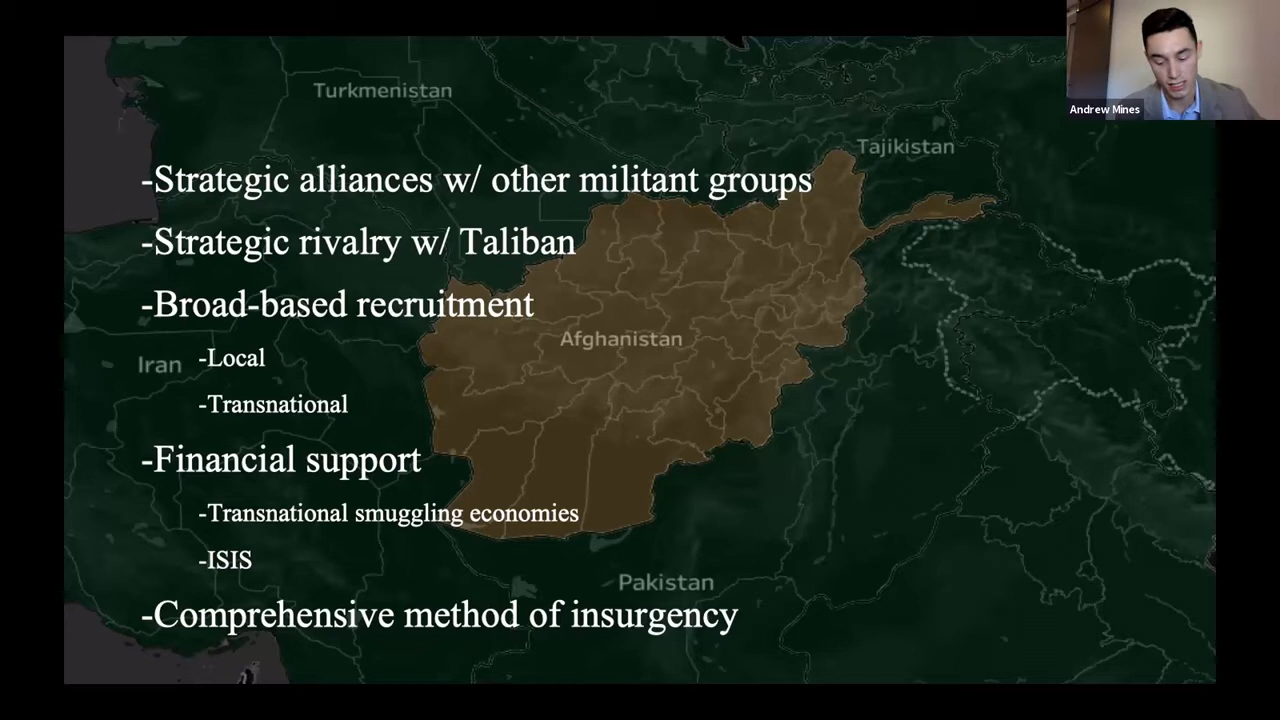 Andrew Mines
Turkmenistan
Tajikistan
-Strategic alliances w/ other militant groups
-Strategic rivalry w/ Taliban
-Broad-based recruitment
Afghanistan
Iran
-Local
-Transnational
-Financial support
-Transnational smuggling economies
-ISIS
Pakistan
-Comprehensive method of insurgency